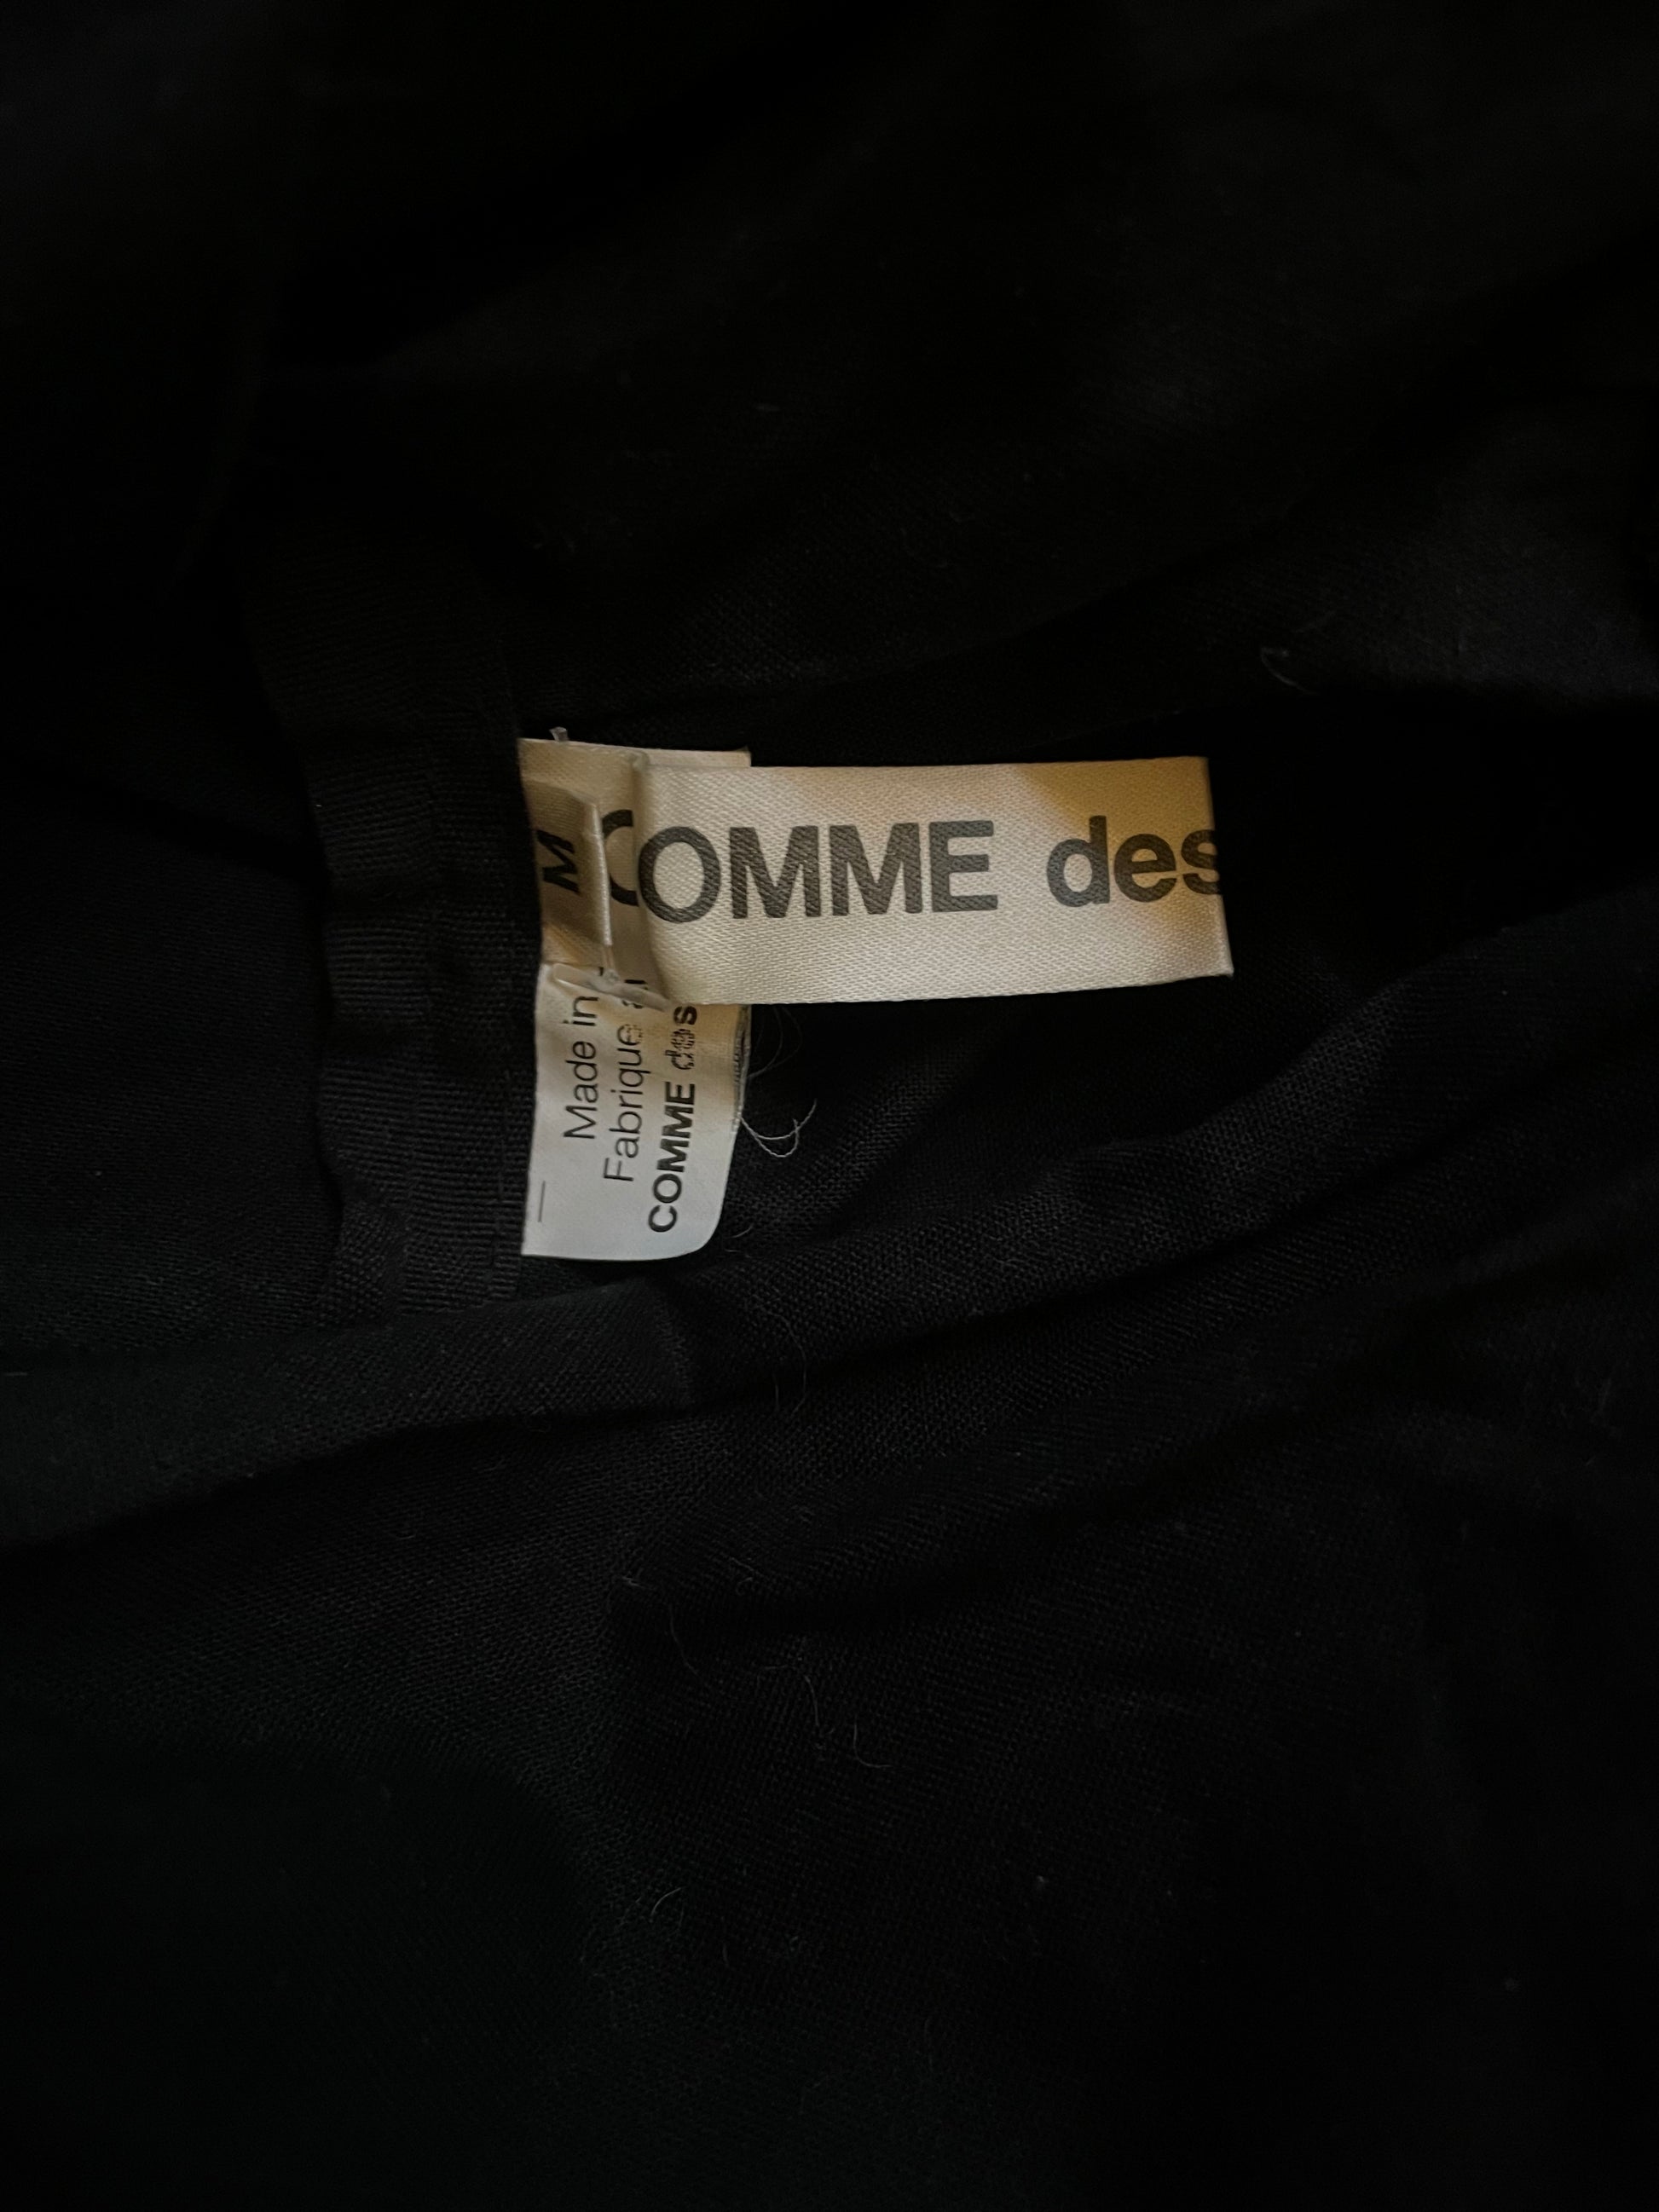 M
COMME des
Made in
Fabrique
COMME des